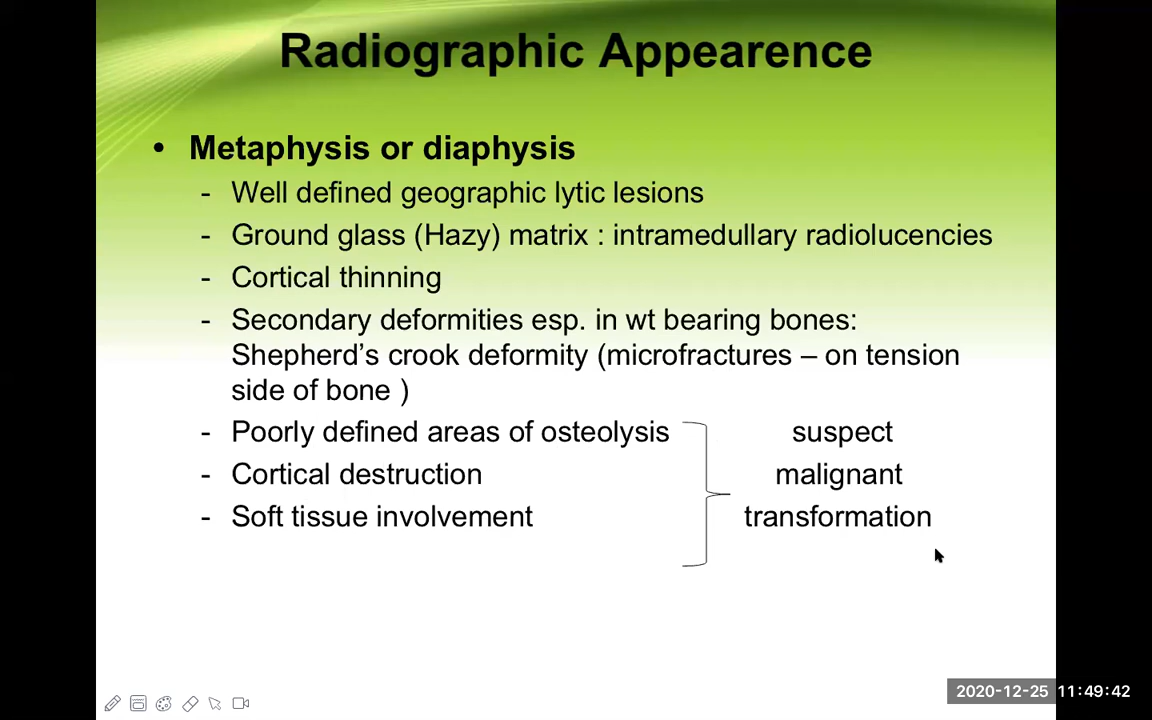 Radiographic Appearence
• Metaphysis or diaphysis
- Well defined geographic lytic lesions
- Ground glass (Hazy) matrix : intramedullary radiolucencies
- Cortical thinning
- Secondary deformities esp. in wt bearing bones:
Shepherd’s crook deformity (microfractures – on tension
side of bone )
- Poorly defined areas of osteolysis
- Cortical destruction
- Soft tissue involvement
suspect
malignant
transformation
2020-12-25 11:49:42